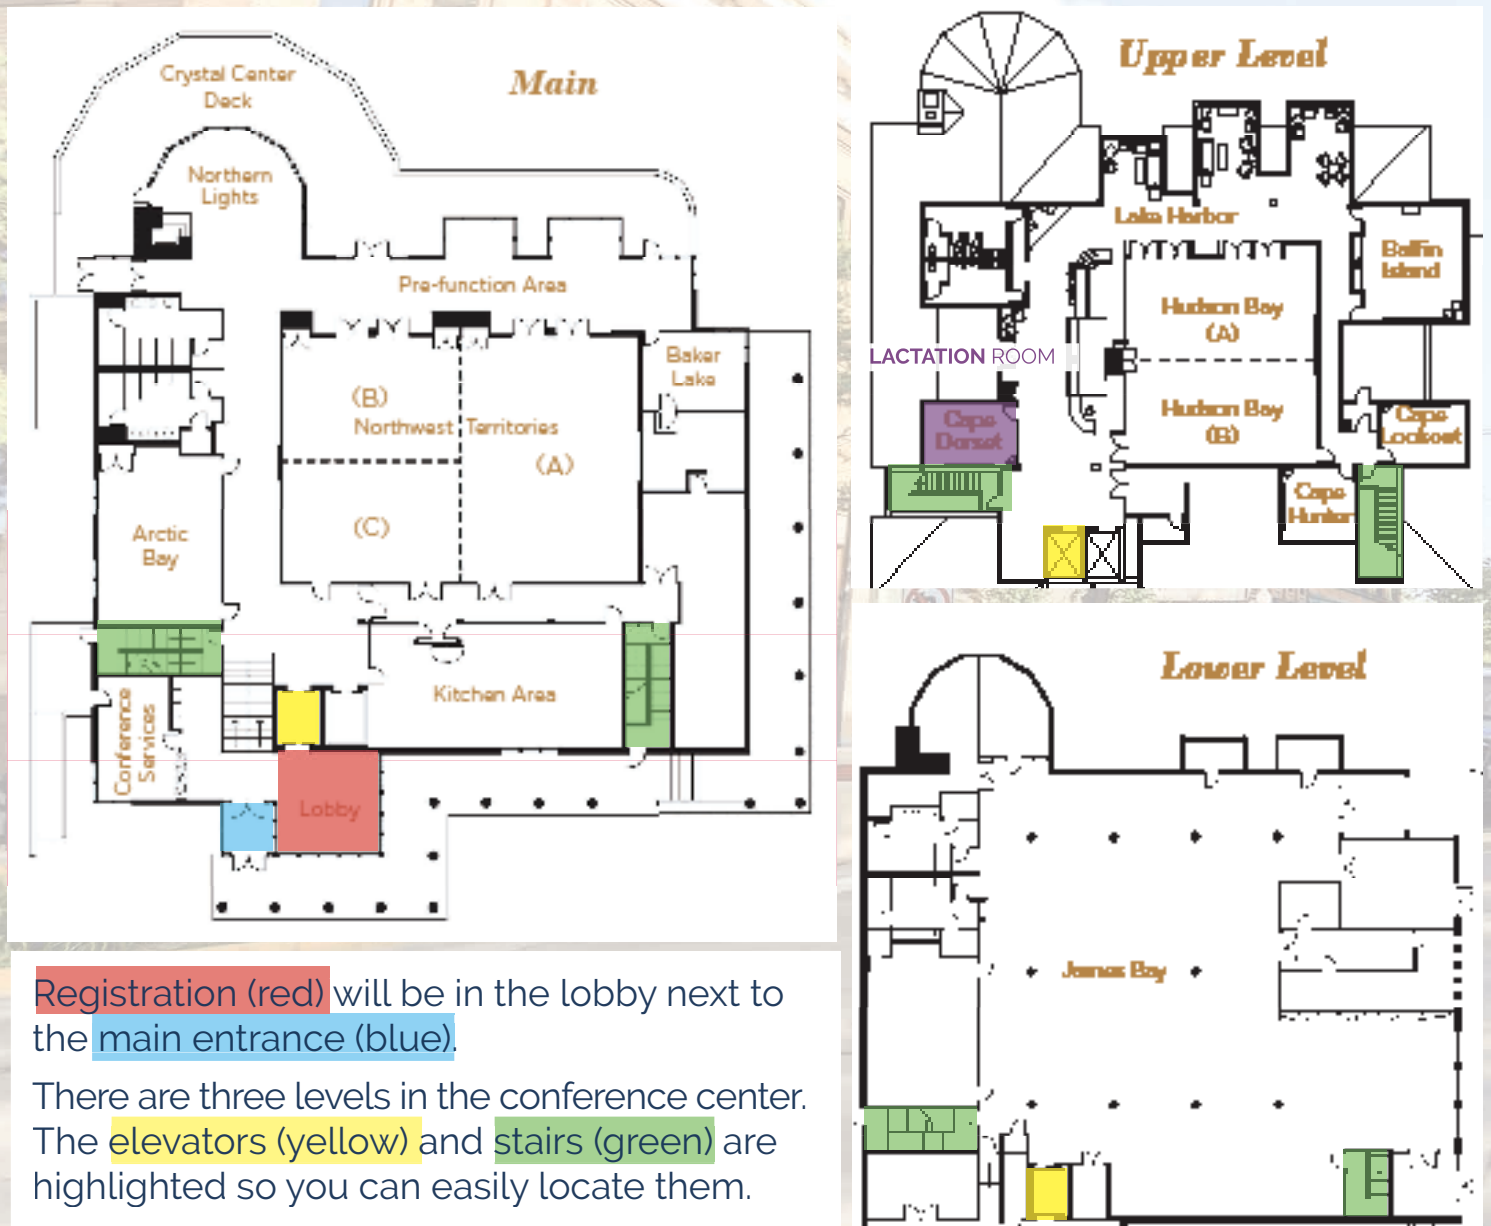 Main
Crystal Center
Deck
Northern
Lights
Pre-function Area
Baker
Lake
(B)
Northwest Territories
(A)
(C)
Arctic
Bay
Kitchen Area
Conference
Services
Lobby
Upper Level
Lake Harbor
Baffin
Island
Hudson Bay
(A)
LACTATION ROOM
Hudson Bay
(B)
Cape
Dorset
Cape
Lookout
Cape
Hunter
Lower Level
James Bay
Registration (red) will be in the lobby next to
the main entrance (blue).
There are three levels in the conference center.
The elevators (yellow) and stairs (green) are
highlighted so you can easily locate them.